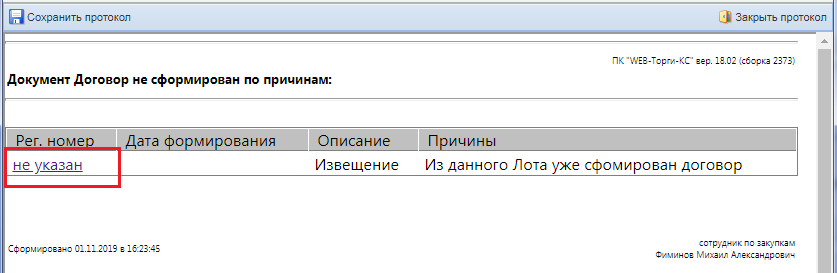 Сохранить протокол Закрыть протокол
ПК "WEB-Торги-КС" вер. 18.02 (сборка 2373)
Документ Договор не сформирован по причинам:
Рег. номер Дата формирования Описание Причины
не указан Извещение Из данного Лота уже сфомирован договор
сотрудник по закупкам
Сформировано 01.11.2019 в 16:23:45
Фиминов Михаил Александрович